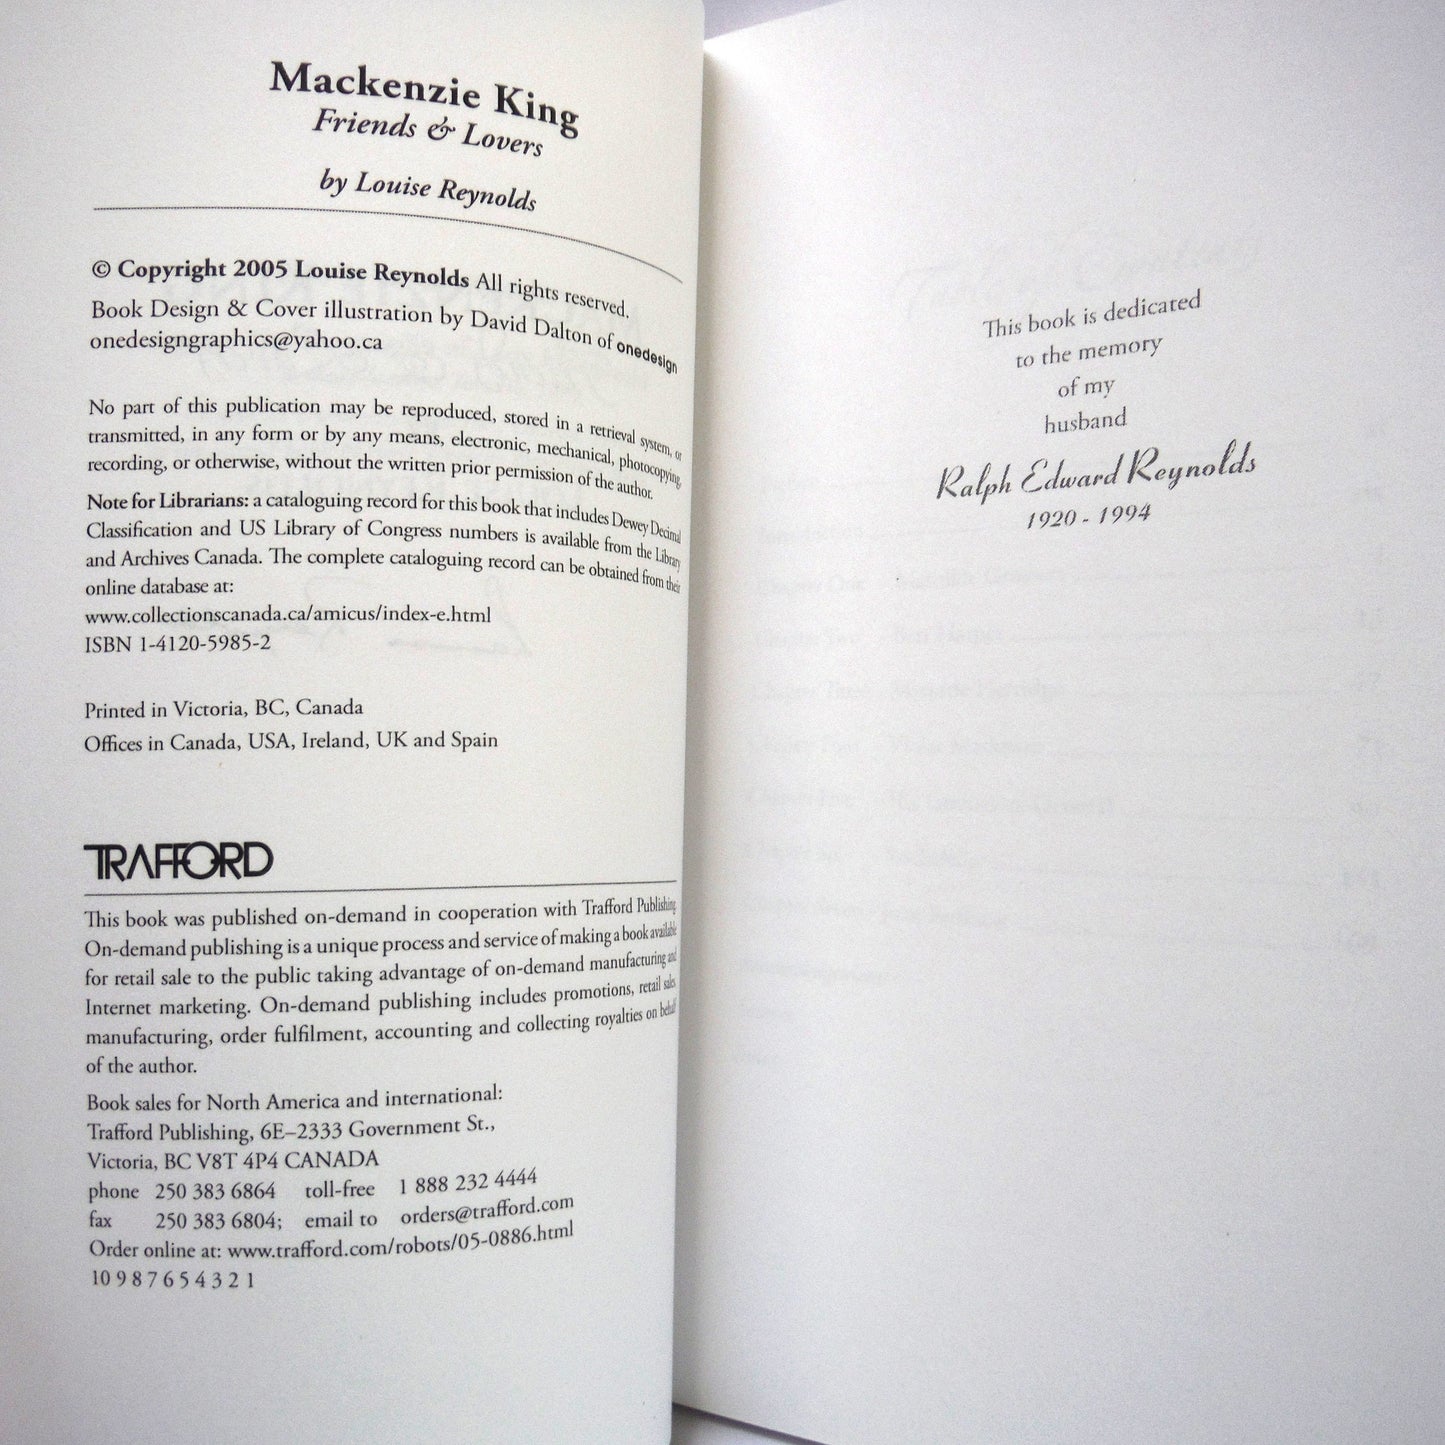 Mackenzie King
Friends & Lovers
by Louise Reynolds
© Copyright 2005 Louise Reynolds All rights reserved.
Book Design & Cover illustration by David Dalton of onedesign
onedesigngraphics@yahoo.ca
No part of this publication may be reproduced, stored in a retrieval system, or
transmitted, in any form or by any means, electronic, mechanical, photocopying,
recording, or otherwise, without the written prior permission of the author.
Note for Librarians: a cataloguing record for this book that includes Dewey Decimal
Classification and US Library of Congress numbers is available from the Library
and Archives Canada. The complete cataloguing record can be obtained from their
online database at:
www.collectionscanada.ca/amicus/index-e.html
ISBN 1-4120-5985-2
Printed in Victoria, BC, Canada
Offices in Canada, USA, Ireland, UK and Spain
TRAFFORD
This book was published on-demand in cooperation with Trafford Publishing
On-demand publishing is a unique process and service of making a book available
for retail sale to the public taking advantage of on-demand manufacturing and
Internet marketing. On-demand publishing includes promotions, retail sales,
manufacturing, order fulfilment, accounting and collecting royalties on behalf
of the author.
Book sales for North America and international:
Trafford Publishing, 6E–2333 Government St.,
Victoria, BC V8T 4P4 CANADA
phone 250 383 6864 toll-free 1 888 232 4444
fax 250 383 6804; email to orders@trafford.com
Order online at: www.trafford.com/robots/05-0886.html
10 9 8 7 6 5 4 3 2 1
This book is dedicated
to the memory
of my
husband
Ralph Edward Reynolds
1920 - 1994